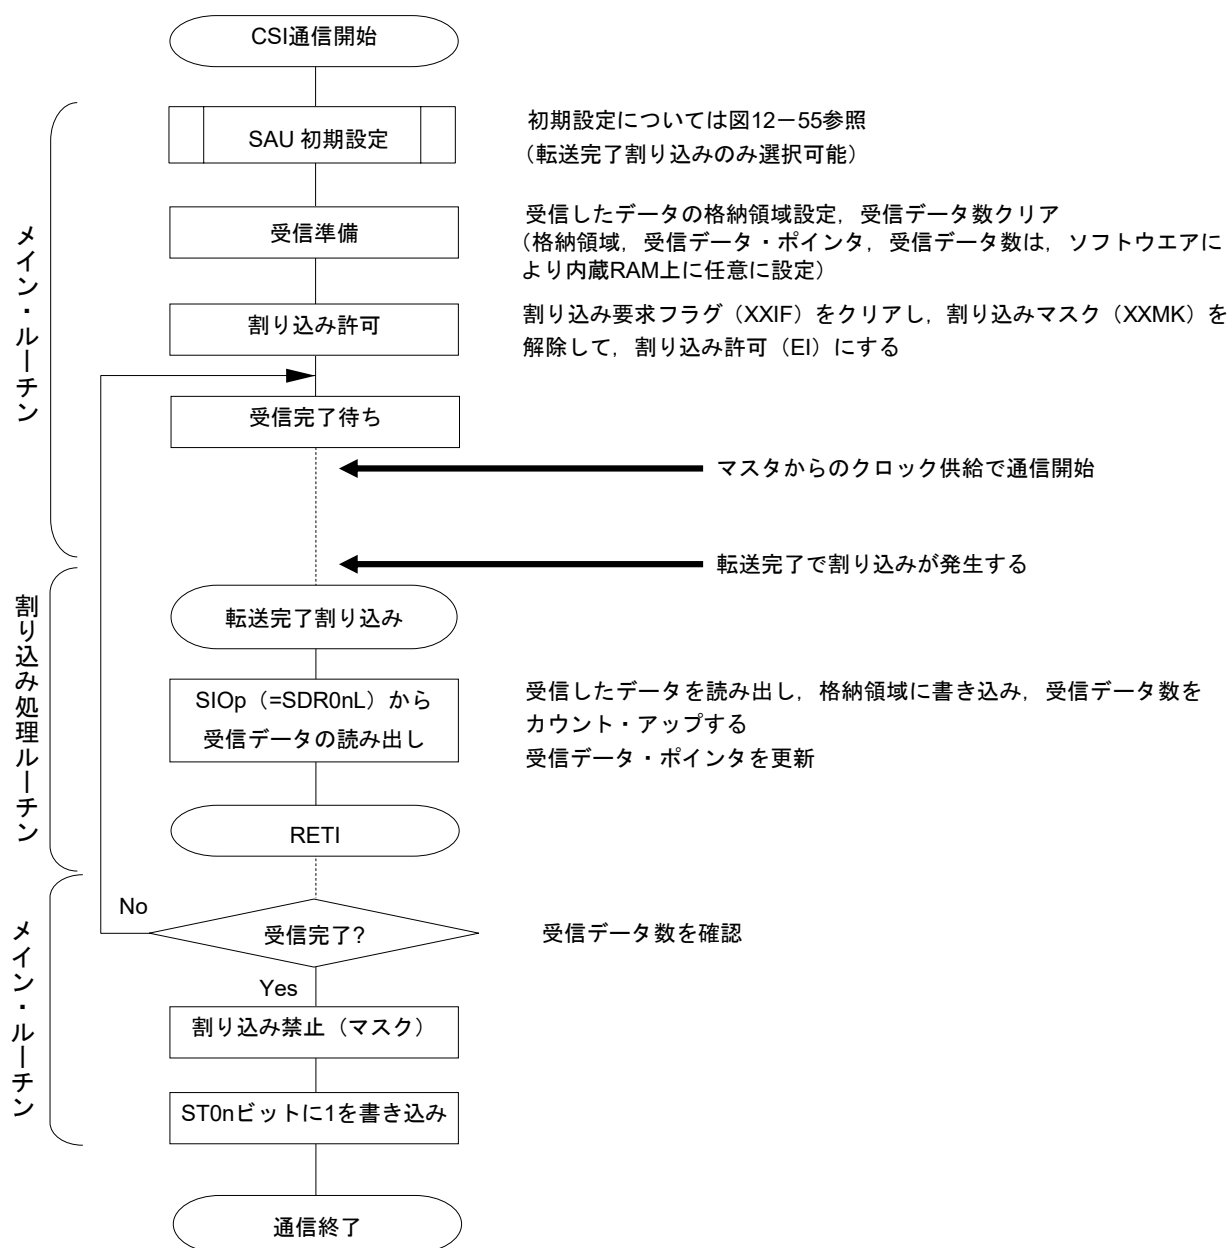 CSI通信開始
SAU 初期設定
初期設定については図12－55参照
（転送完了割り込みのみ選択可能）
メイン・ルーチン
受信準備
受信したデータの格納領域設定，受信データ数クリア
（格納領域，受信データ・ポインタ，受信データ数は，ソフトウエアに
より内蔵RAM上に任意に設定）
割り込み許可
割り込み要求フラグ（XXIF）をクリアし，割り込みマスク（XXMK）を
解除して，割り込み許可（EI）にする
受信完了待ち
マスタからのクロック供給で通信開始
転送完了で割り込みが発生する
割り込み処理ルーチン
転送完了割り込み
SIOp（=SDR0nL）から
受信データの読み出し
受信したデータを読み出し，格納領域に書き込み，受信データ数を
カウント・アップする
受信データ・ポインタを更新
RETI
メイン・ルーチン
No
受信完了?
受信データ数を確認
Yes
割り込み禁止（マスク）
ST0nビットに1を書き込み
通信終了